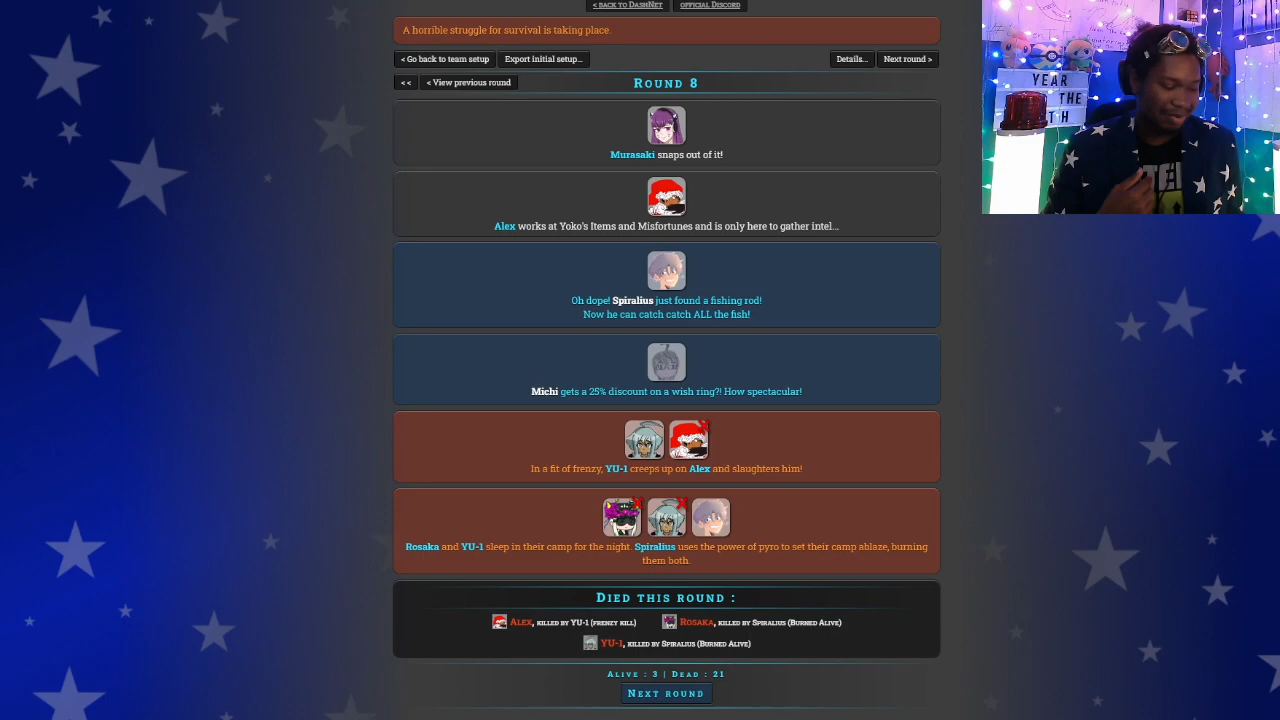 < BACK TO DASHNET OFFICIAL DISCORD
A horrible struggle for survival is taking place.
< Go back to team setup Export initial setup... Details... Next round >
<< < View previous round ROUND 8
Murasaki snaps out of it!
Alex works at Yoko's Items and Misfortunes and is only here to gather intel...
Oh dope! Spiralius just found a fishing rod!
Now he can catch catch ALL the fish!
Michi gets a 25% discount on a wish ring?! How spectacular!
In a fit of frenzy, YU-1 creeps up on Alex and slaughters him!
Rosaka and YU-1 sleep in their camp for the night. Spiralius uses the power of pyro to set their camp ablaze, burning
them both.
DIED THIS ROUND :
ALEX, KILLED BY YU-1 (FRENZY KILL) ROSAKA, KILLED BY SPIRALIUS (BURNED ALIVE)
YU-1, KILLED BY SPIRALIUS (BURNED ALIVE)
ALIVE : 3 | DEAD : 21
NEXT ROUND
YEAR
THE
TH